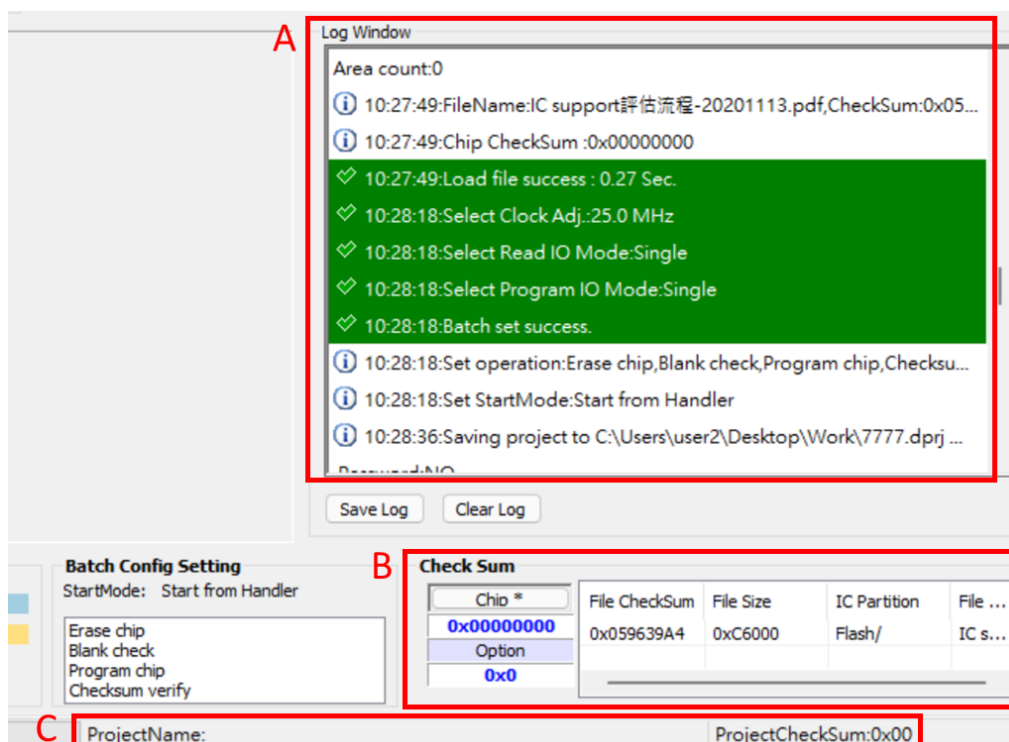 A
Log Window
Area count:0
10:27:49:FileName:IC support評估流程-20201113.pdf,CheckSum:0x05...
10:27:49:Chip CheckSum :0x00000000
10:27:49:Load file success : 0.27 Sec.
10:28:18:Select Clock Adj.:25.0 MHz
10:28:18:Select Read IO Mode:Single
10:28:18:Select Program IO Mode:Single
10:28:18:Batch set success.
10:28:18:Set operation:Erase chip,Blank check,Program chip,Checksu...
10:28:18:Set StartMode:Start from Handler
10:28:36:Saving project to C:\Users\user2\Desktop\Work\7777.dprj ...
Password:NO
Save Log Clear Log
Batch Config Setting
StartMode: Start from Handler
Erase chip
Blank check
Program chip
Checksum verify
B
Check Sum
Chip *
0x00000000
Option
0x0
File CheckSum File Size IC Partition File ...
0x059639A4 0xC6000 Flash/ IC s...
C
ProjectName: ProjectCheckSum:0x00